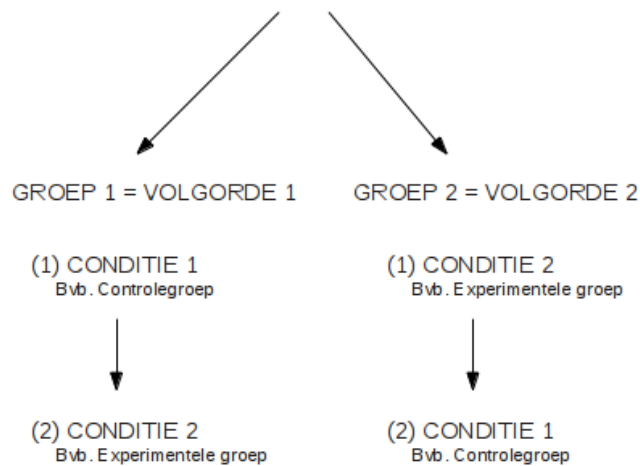 GROEP 1 = VOLGORDE 1
GROEP 2 = VOLGORDE 2
(1) CONDITIE 1
Bvb. Controlegroep
(1) CONDITIE 2
Bvb. Experimentele groep
(2) CONDITIE 2
Bvb. Experimentele groep
(2) CONDITIE 1
Bvb. Controlegroep